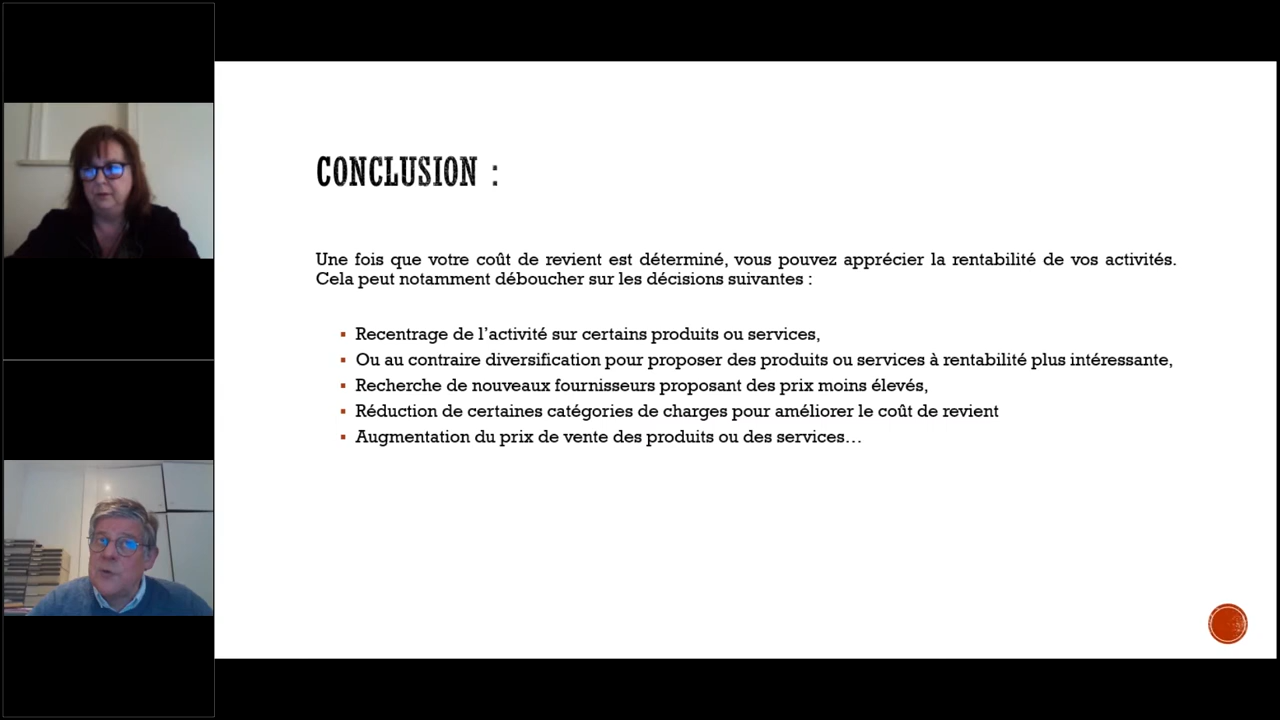 CONCLUSION :
Une fois que votre coût de revient est déterminé, vous pouvez apprécier la rentabilité de vos activités.
Cela peut notamment déboucher sur les décisions suivantes :
▪ Recentrage de l'activité sur certains produits ou services,
▪ Ou au contraire diversification pour proposer des produits ou services à rentabilité plus intéressante,
▪ Recherche de nouveaux fournisseurs proposant des prix moins élevés,
▪ Réduction de certaines catégories de charges pour améliorer le coût de revient
▪ Augmentation du prix de vente des produits ou des services…